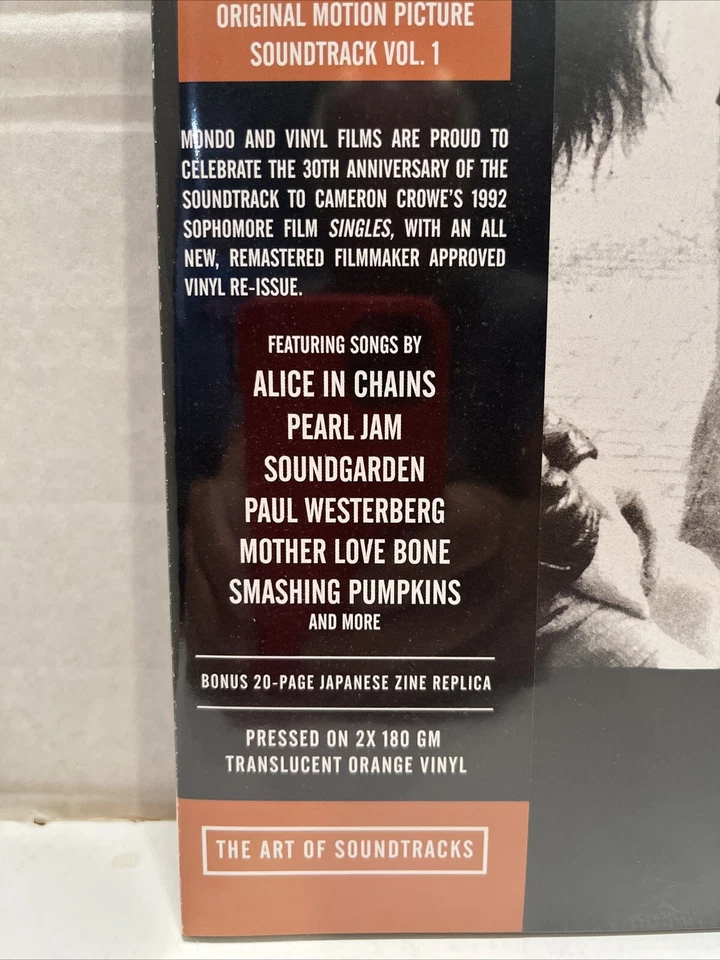 ORIGINAL MOTION PICTURE
SOUNDTRACK VOL. 1
MONDO AND VINYL FILMS ARE PROUD TO
CELEBRATE THE 30TH ANNIVERSARY OF THE
SOUNDTRACK TO CAMERON CROWE'S 1992
SOPHOMORE FILM SINGLES, WITH AN ALL
NEW, REMASTERED FILMMAKER APPROVED
VINYL RE-ISSUE.
FEATURING SONGS BY
ALICE IN CHAINS
PEARL JAM
SOUNDGARDEN
PAUL WESTERBERG
MOTHER LOVE BONE
SMASHING PUMPKINS
AND MORE
BONUS 20-PAGE JAPANESE ZINE REPLICA
PRESSED ON 2X 180 GM
TRANSLUCENT ORANGE VINYL
THE ART OF SOUNDTRACKS